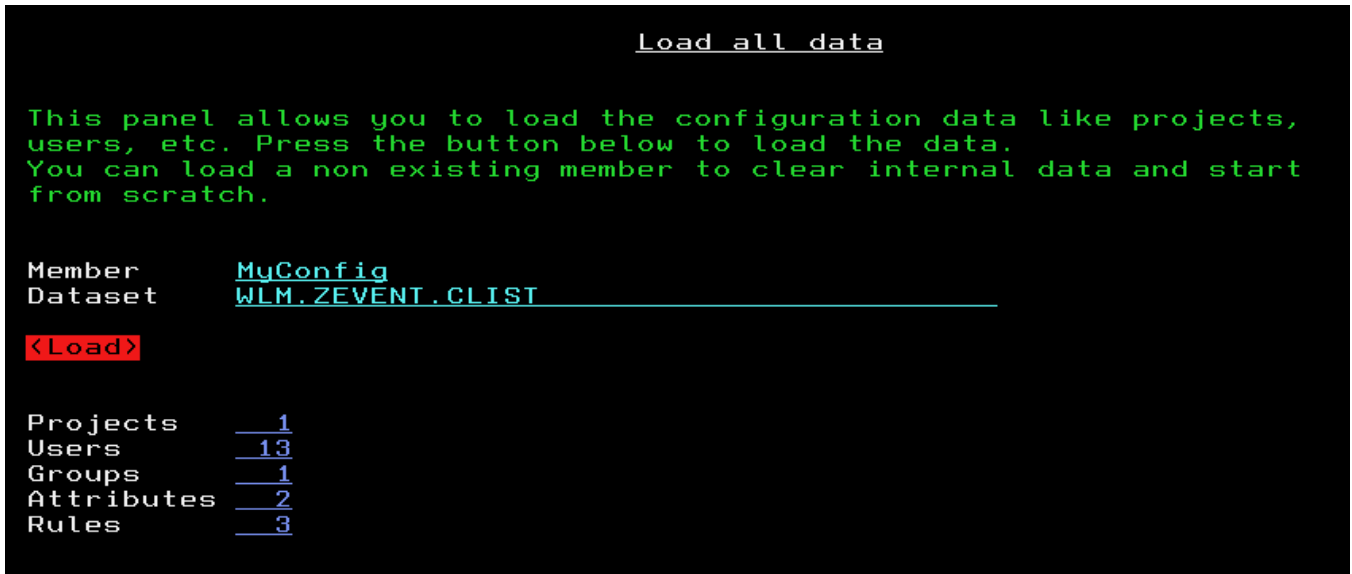 Load all data
This panel allows you to load the configuration data like projects,
users, etc. Press the button below to load the data.
You can load a non existing member to clear internal data and start
from scratch.
Member MyConfig
Dataset WLM.ZEVENT.CLIST
<Load>
Projects 1
Users 13
Groups 1
Attributes 2
Rules 3